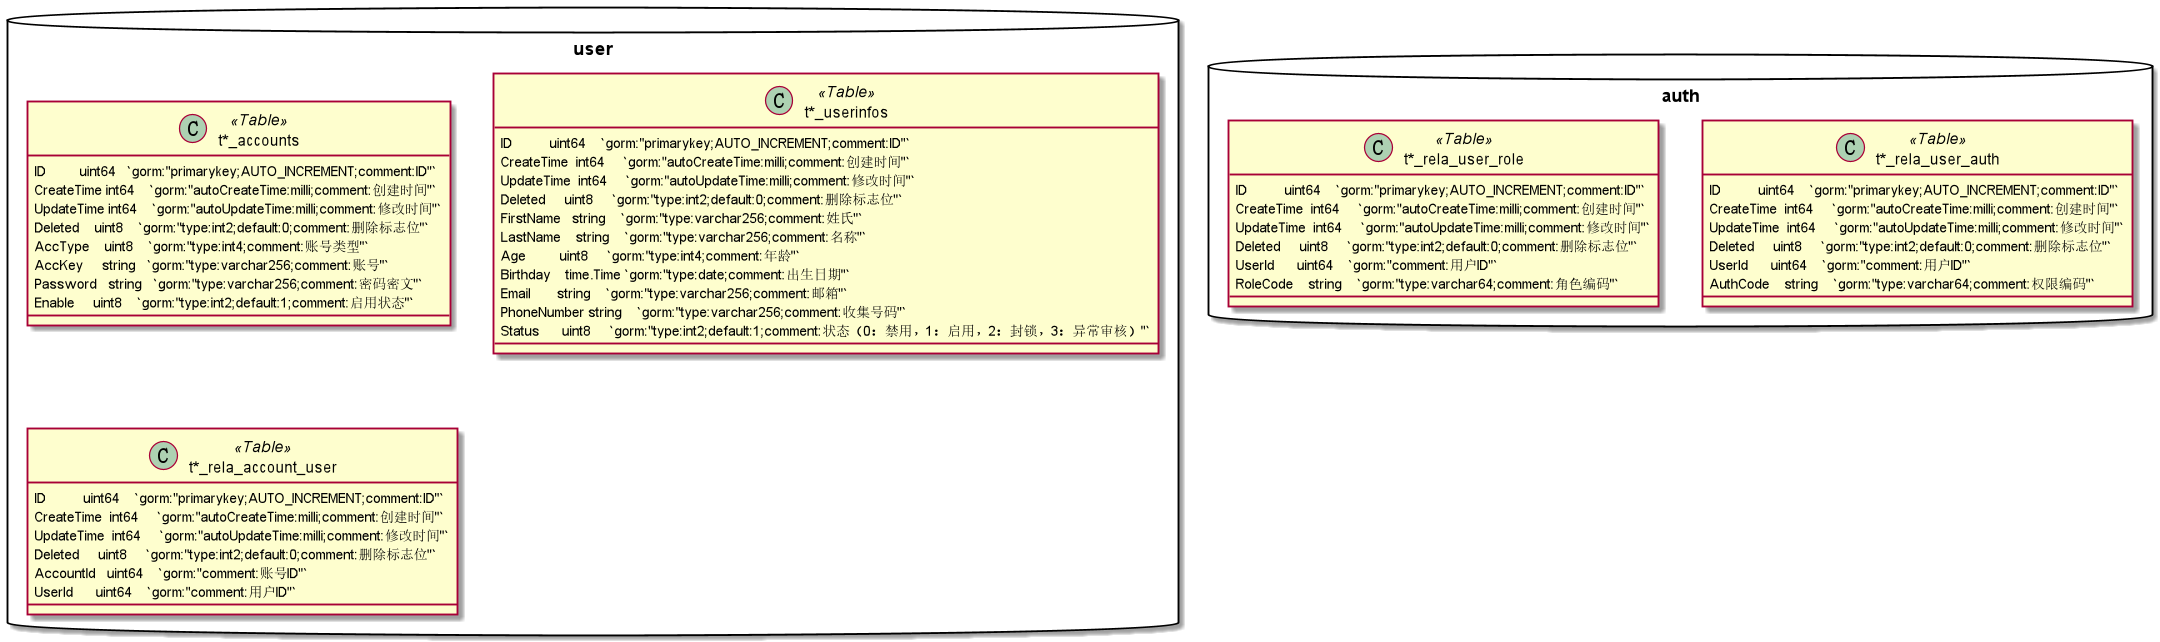 user
«Table»
C
t*_accounts
ID uint64 `gorm:"primarykey;AUTO_INCREMENT;comment:ID"`
CreateTime int64 `gorm:"autoCreateTime:milli;comment:创建时间"`
UpdateTime int64 `gorm:"autoUpdateTime:milli;comment:修改时间"`
Deleted uint8 `gorm:"type:int2;default:0;comment:删除标志位"`
AccType uint8 `gorm:"type:int4;comment:账号类型"`
AccKey string `gorm:"type:varchar256;comment:账号"`
Password string `gorm:"type:varchar256;comment:密码密文"`
Enable uint8 `gorm:"type:int2;default:1;comment:启用状态"`
«Table»
C
t*_userinfos
ID uint64 `gorm:"primarykey;AUTO_INCREMENT;comment:ID"`
CreateTime int64 `gorm:"autoCreateTime:milli;comment:创建时间"`
UpdateTime int64 `gorm:"autoUpdateTime:milli;comment:修改时间"`
Deleted uint8 `gorm:"type:int2;default:0;comment:删除标志位"`
FirstName string `gorm:"type:varchar256;comment:姓氏"`
LastName string `gorm:"type:varchar256;comment:名称"`
Age uint8 `gorm:"type:int4;comment:年龄"`
Birthday time.Time `gorm:"type:date;comment:出生日期"`
Email string `gorm:"type:varchar256;comment:邮箱"`
PhoneNumber string `gorm:"type:varchar256;comment:收集号码"`
Status uint8 `gorm:"type:int2;default:1;comment:状态（0：禁用，1：启用，2：封锁，3：异常审核）"`
«Table»
C
t*_rela_account_user
ID uint64 `gorm:"primarykey;AUTO_INCREMENT;comment:ID"`
CreateTime int64 `gorm:"autoCreateTime:milli;comment:创建时间"`
UpdateTime int64 `gorm:"autoUpdateTime:milli;comment:修改时间"`
Deleted uint8 `gorm:"type:int2;default:0;comment:删除标志位"`
AccountId uint64 `gorm:"comment:账号ID"`
UserId uint64 `gorm:"comment:用户ID"`
auth
«Table»
C
t*_rela_user_role
ID uint64 `gorm:"primarykey;AUTO_INCREMENT;comment:ID"`
CreateTime int64 `gorm:"autoCreateTime:milli;comment:创建时间"`
UpdateTime int64 `gorm:"autoUpdateTime:milli;comment:修改时间"`
Deleted uint8 `gorm:"type:int2;default:0;comment:删除标志位"`
UserId uint64 `gorm:"comment:用户ID"`
RoleCode string `gorm:"type:varchar64;comment:角色编码"`
«Table»
C
t*_rela_user_auth
ID uint64 `gorm:"primarykey;AUTO_INCREMENT;comment:ID"`
CreateTime int64 `gorm:"autoCreateTime:milli;comment:创建时间"`
UpdateTime int64 `gorm:"autoUpdateTime:milli;comment:修改时间"`
Deleted uint8 `gorm:"type:int2;default:0;comment:删除标志位"`
UserId uint64 `gorm:"comment:用户ID"`
AuthCode string `gorm:"type:varchar64;comment:权限编码"`